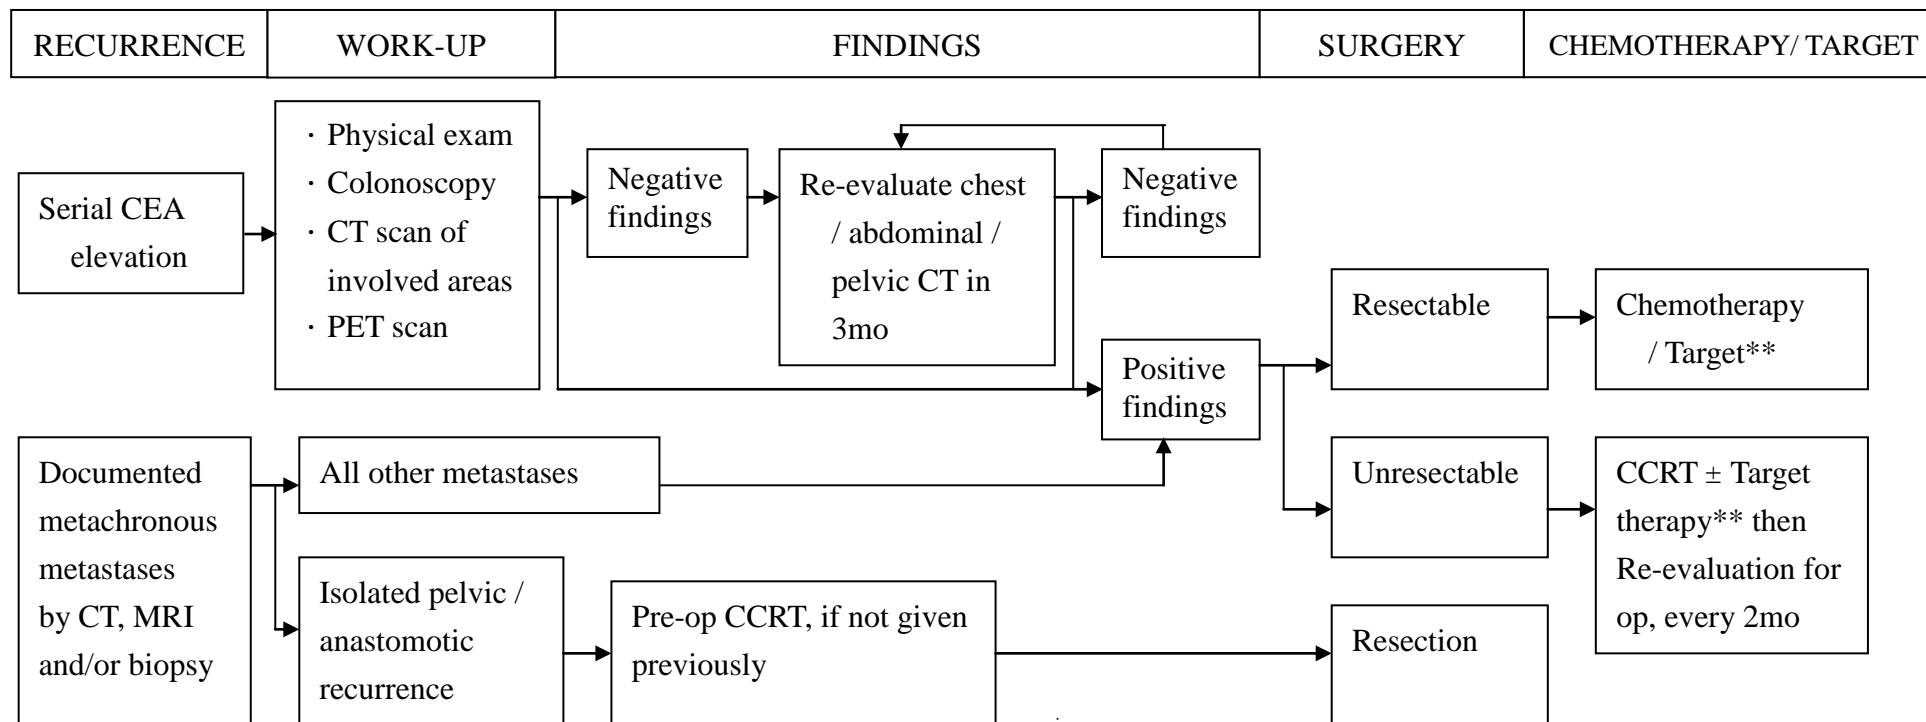 RECURRENCE
WORK-UP
FINDINGS
SURGERY
CHEMOTHERAPY/ TARGET
Serial CEA
elevation
· Physical exam
· Colonoscopy
· CT scan of
involved areas
· PET scan
Negative
findings
Re-evaluate chest
/ abdominal /
pelvic CT in
3mo
Negative
findings
Positive
findings
Resectable
Chemotherapy
/ Target**
Documented
metachronous
metastases
by CT, MRI
and/or biopsy
All other metastases
Unresectable
CCRT ± Target
therapy** then
Re-evaluation for
op, every 2mo
Isolated pelvic /
anastomotic
recurrence
Pre-op CCRT, if not given
previously
Resection